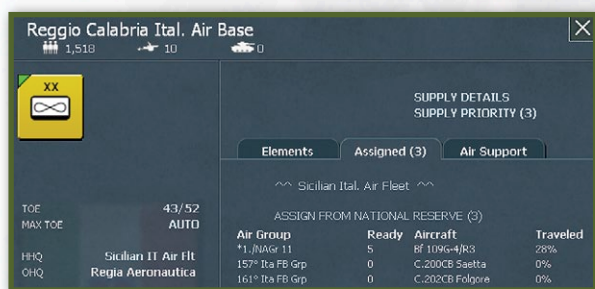 Reggio Calabria Ital. Air Base
1,518 10 0
XX
SUPPLY DETAILS
SUPPLY PRIORITY (3)
Elements Assigned (3) Air Support
^^ Sicilian Ital. Air Fleet ^^
ASSIGN FROM NATIONAL RESERVE (3)
TOE 43/52
MAX TOE AUTO
HHQ Sicilian IT Air Flt
OHQ Regia Aeronautica
Air Group Ready Aircraft Traveled
*1./NAGr 11 5 Bf 109G-4/R3 28%
157° Ita FB Grp 0 C.200CB Saetta 0%
161° Ita FB Grp 0 C.202CB Folgore 0%